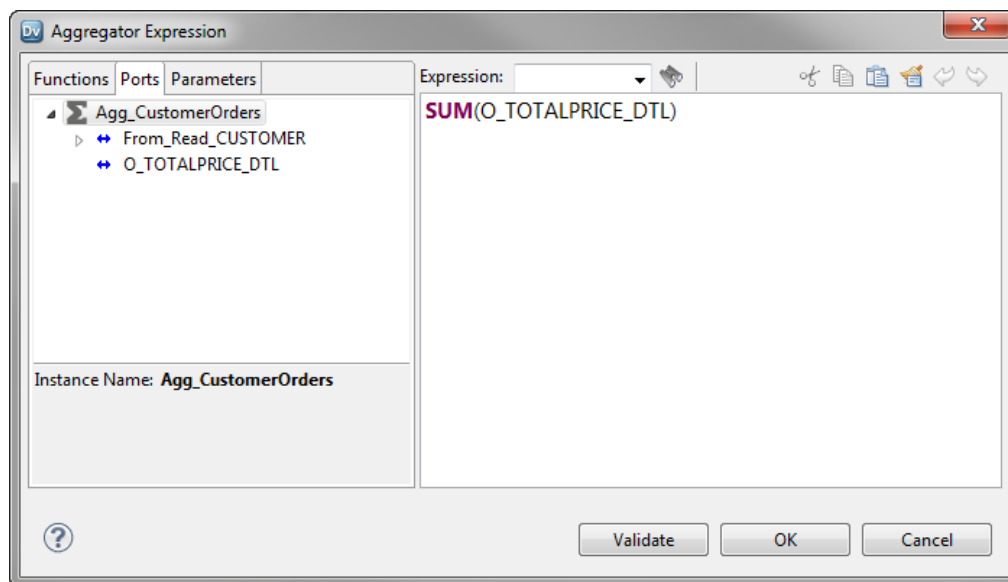 Dv Aggregator Expression
Functions Ports Parameters
Expression:
Agg_CustomerOrders
From_Read_CUSTOMER
O_TOTALPRICE_DTL
SUM(O_TOTALPRICE_DTL)
Instance Name: Agg_CustomerOrders
?
Validate OK Cancel